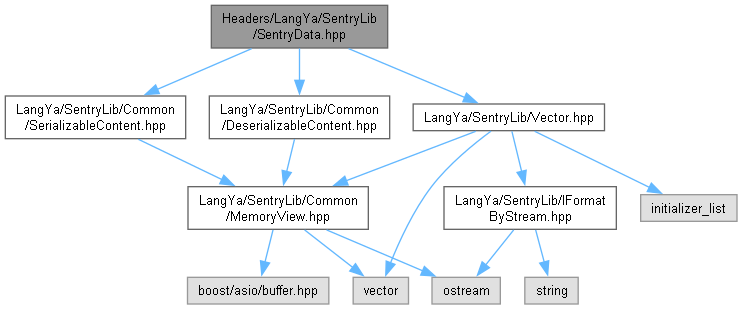 Headers/LangYa/SentryLib
/SentryData.hpp
LangYa/SentryLib/Common
/SerializableContent.hpp
LangYa/SentryLib/Common
/DeserializableContent.hpp
LangYa/SentryLib/Vector.hpp
LangYa/SentryLib/Common
/MemoryView.hpp
LangYa/SentryLib/IFormat
ByStream.hpp
initializer_list
boost/asio/buffer.hpp
vector
ostream
string